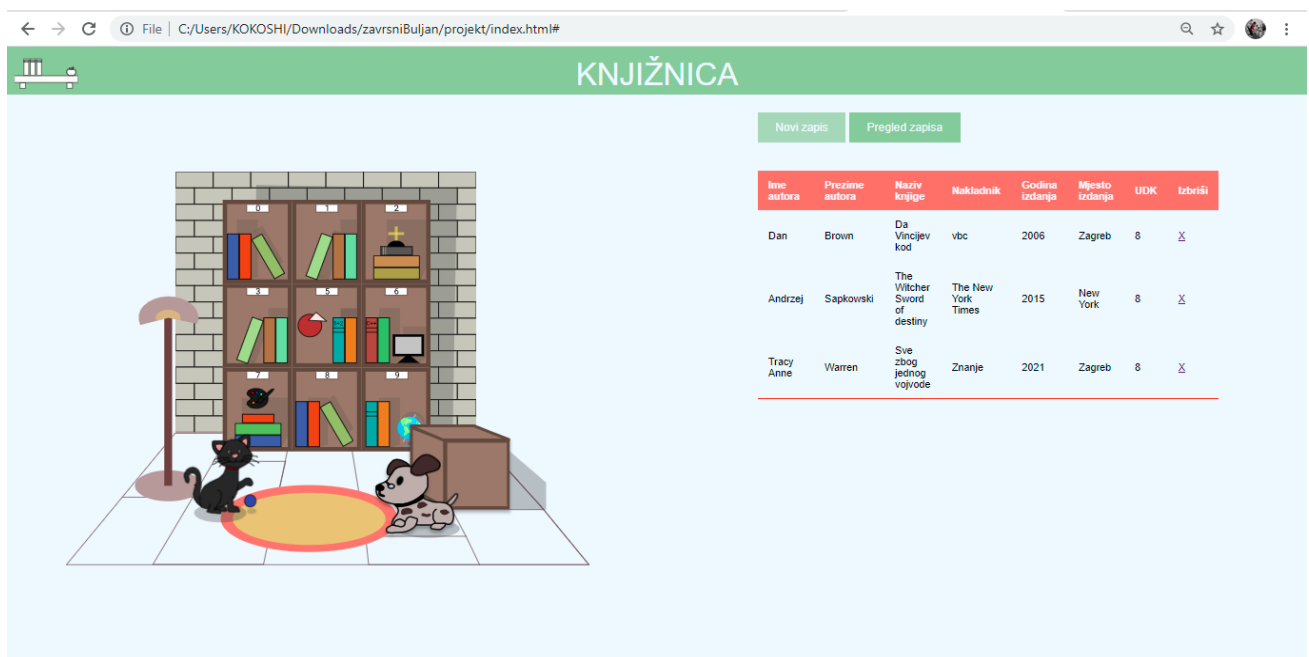 File | C:/Users/KOKOSHI/Downloads/zavrsniBuljan/projekt/index.html#
KNJIŽNICA
Novi zapis Pregled zapisa
Ime autora Prezime autora Naziv knjige Nakladnik Godina izdanja Mjesto izdanja UDK Izbriši
Dan Brown Da Vincijev kod vbc 2006 Zagreb 8 X
Andrzej Sapkowski The Witcher Sword of destiny The New York Times 2015 New York 8 X
Tracy Anne Warren Sve zbog jednog vojvode Znanje 2021 Zagreb 8 X
0 1 2
3 5 6
C++
7 8 9